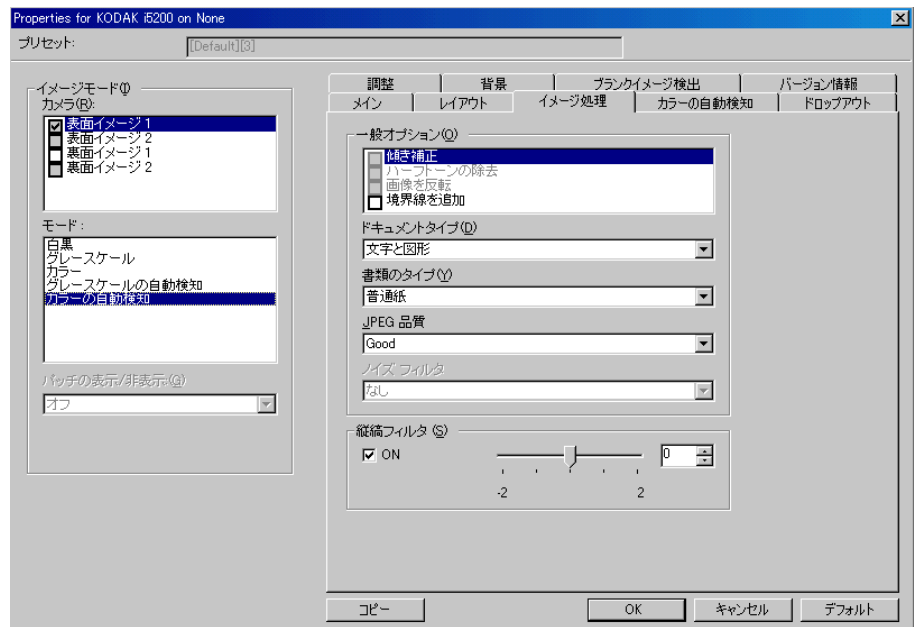 Properties for KODAK i5200 on None
プリセット:
[Default][3]
イメージモード(I)
カメラ(R):
表面イメージ 1
表面イメージ 2
裏面イメージ 1
裏面イメージ 2
モード:
白黒
グレースケール
カラー
グレースケールの自動検知
カラーの自動検知
パッチの表示/非表示:(G)
オフ
調整
背景
ブランクイメージ検出
バージョン情報
メイン
レイアウト
イメージ処理
カラーの自動検知
ドロップアウト
一般オプション(O)
傾き補正
ハーフトーンの除去
画像を反転
境界線を追加
ドキュメントタイプ(D)
文字と図形
書類のタイプ(Y)
普通紙
JPEG 品質
Good
ノイズ フィルタ
なし
縦縞フィルタ (S)
ON
0
-2
2
コピー
OK
キャンセル
デフォルト